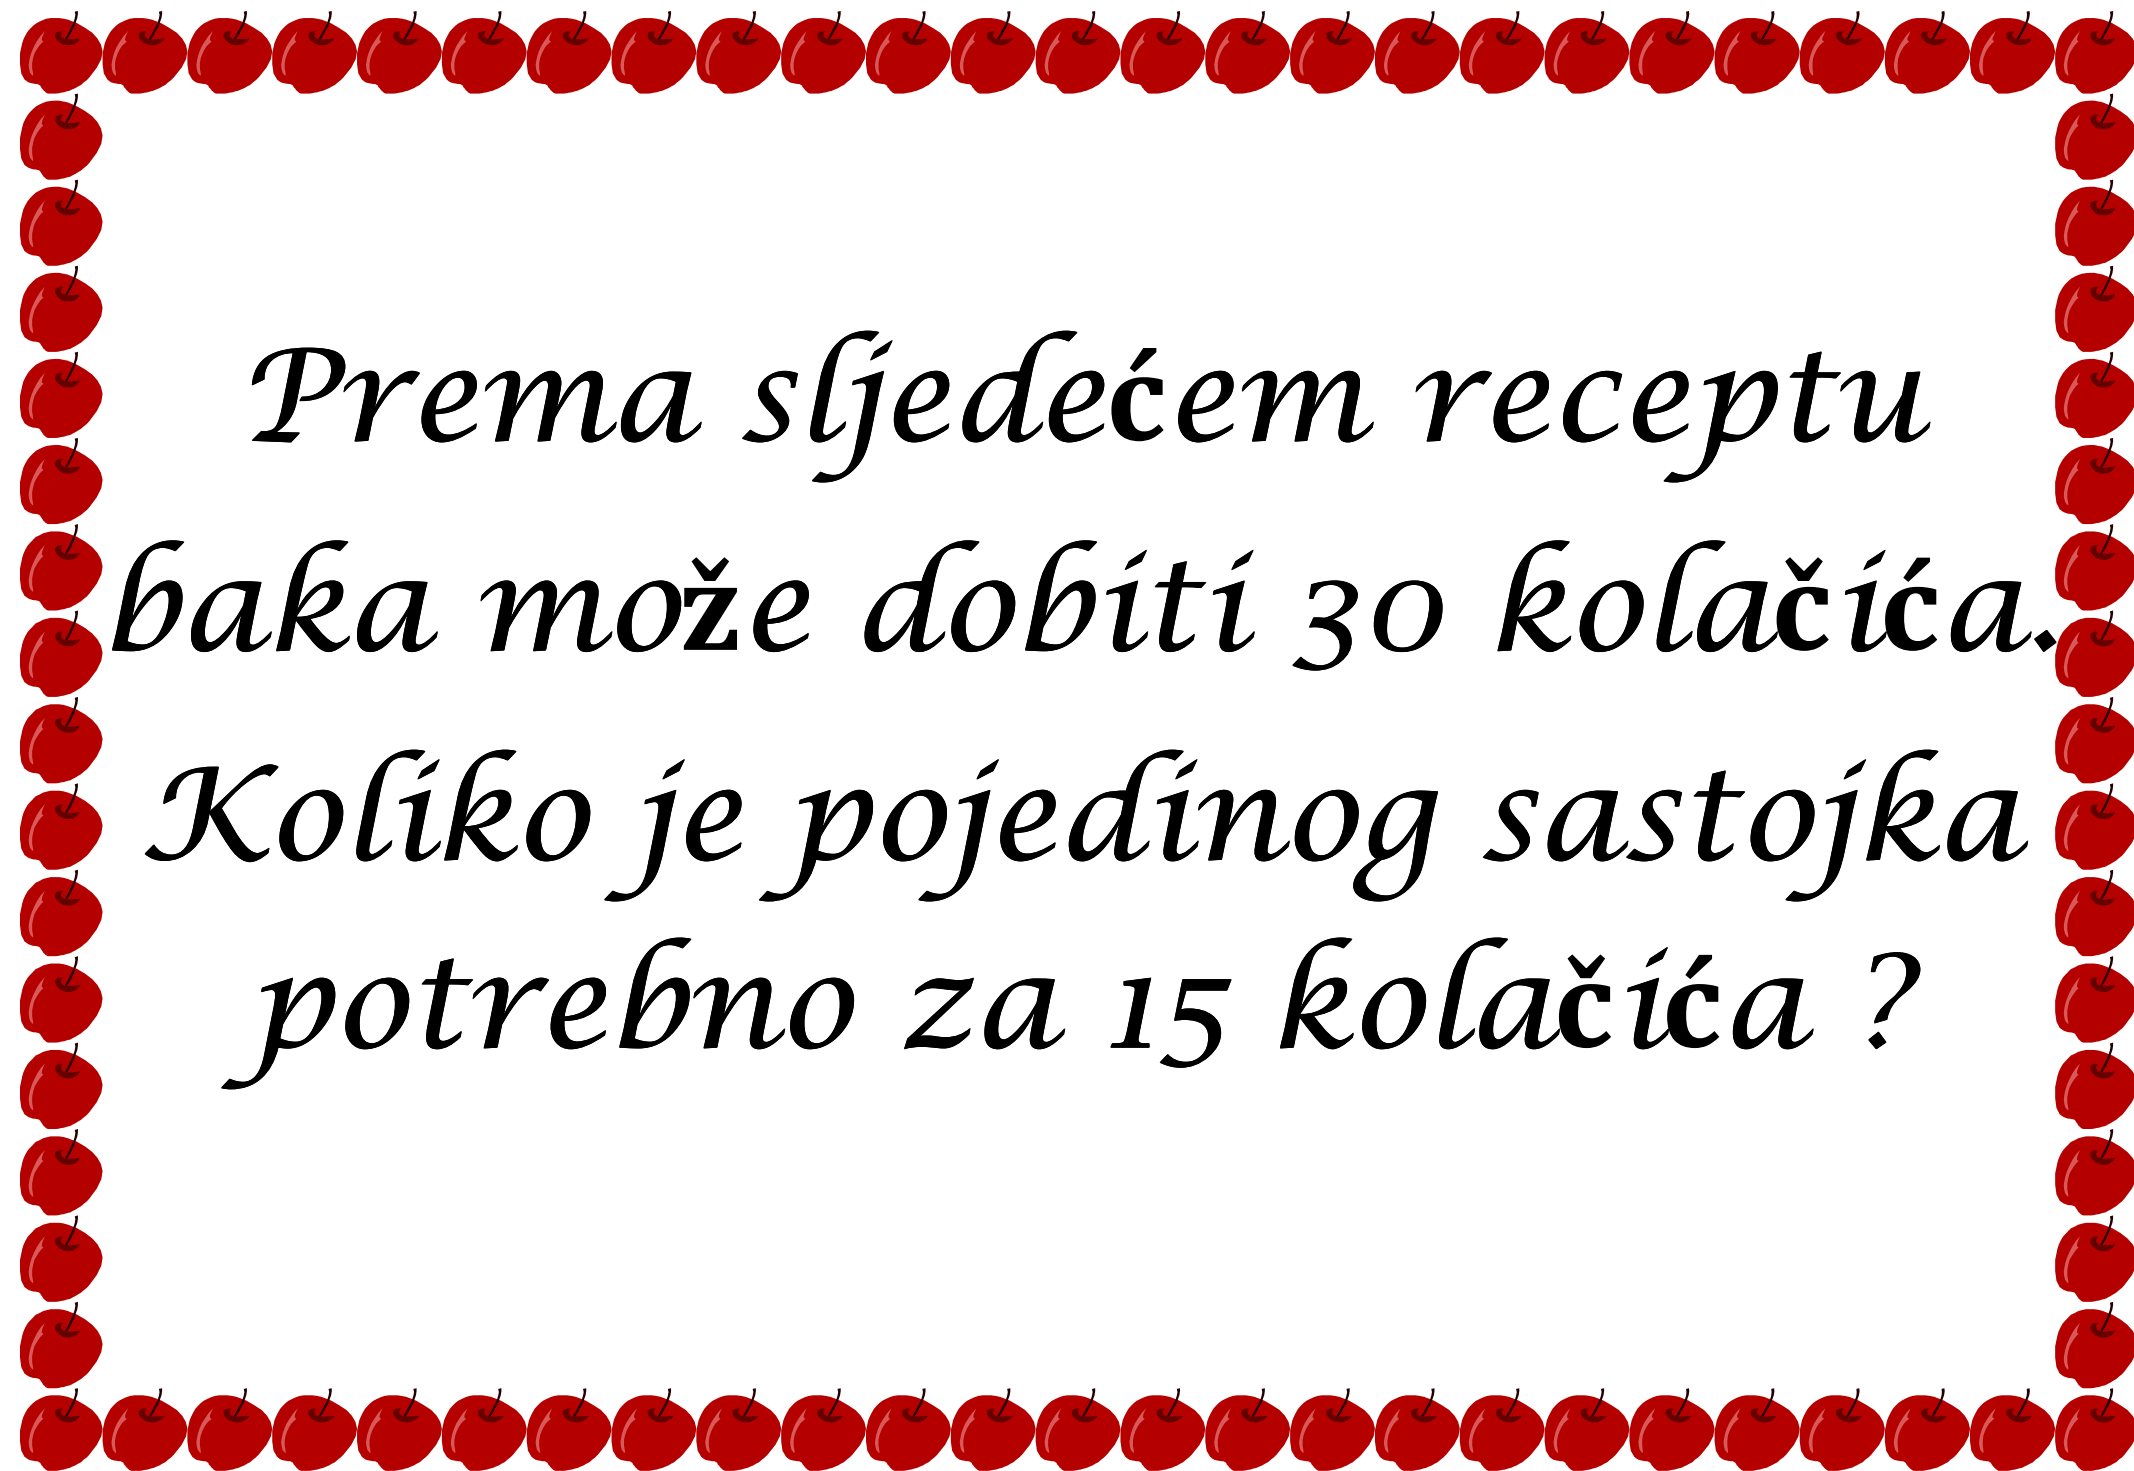 Prema sljedećem receptu
baka može dobiti 30 kolačića.
Koliko je pojedinog sastojka
potrebno za 15 kolačića ?